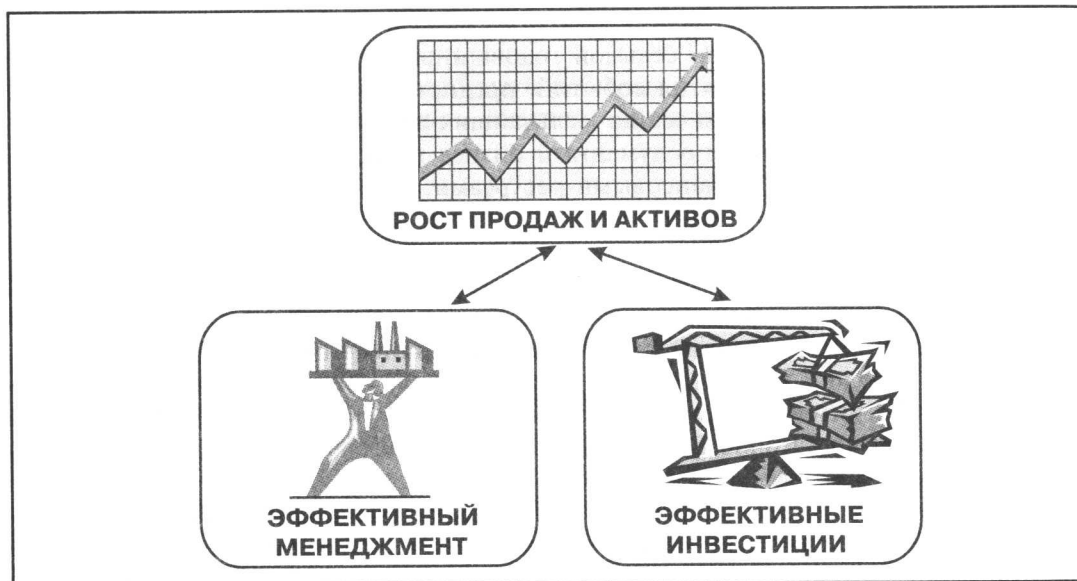 РОСТ ПРОДАЖ И АКТИВОВ
ЭФФЕКТИВНЫЙ
МЕНЕДЖМЕНТ
ЭФФЕКТИВНЫЕ
ИНВЕСТИЦИИ